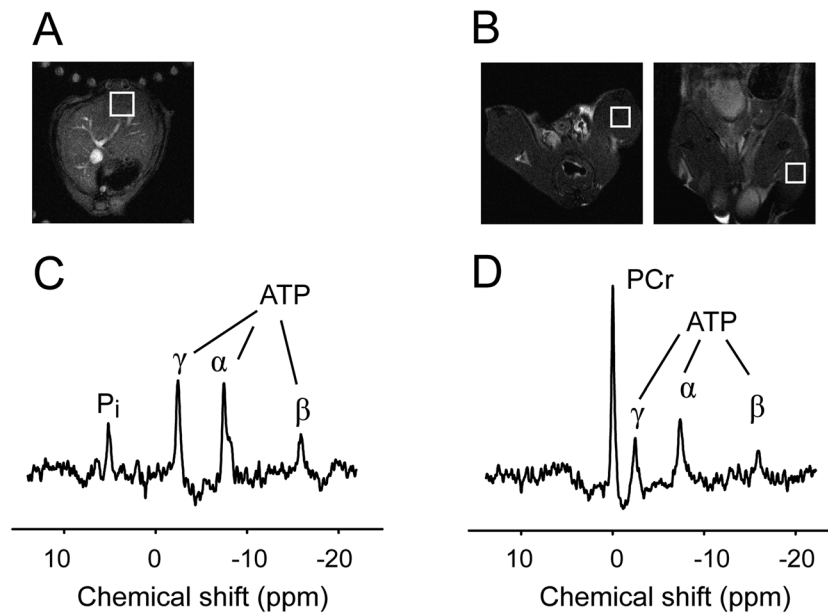 A
B
C
ATP
γ
α
Pi
β
10
0
-10
-20
Chemical shift (ppm)
D
PCr
ATP
γ
α
β
10
0
-10
-20
Chemical shift (ppm)